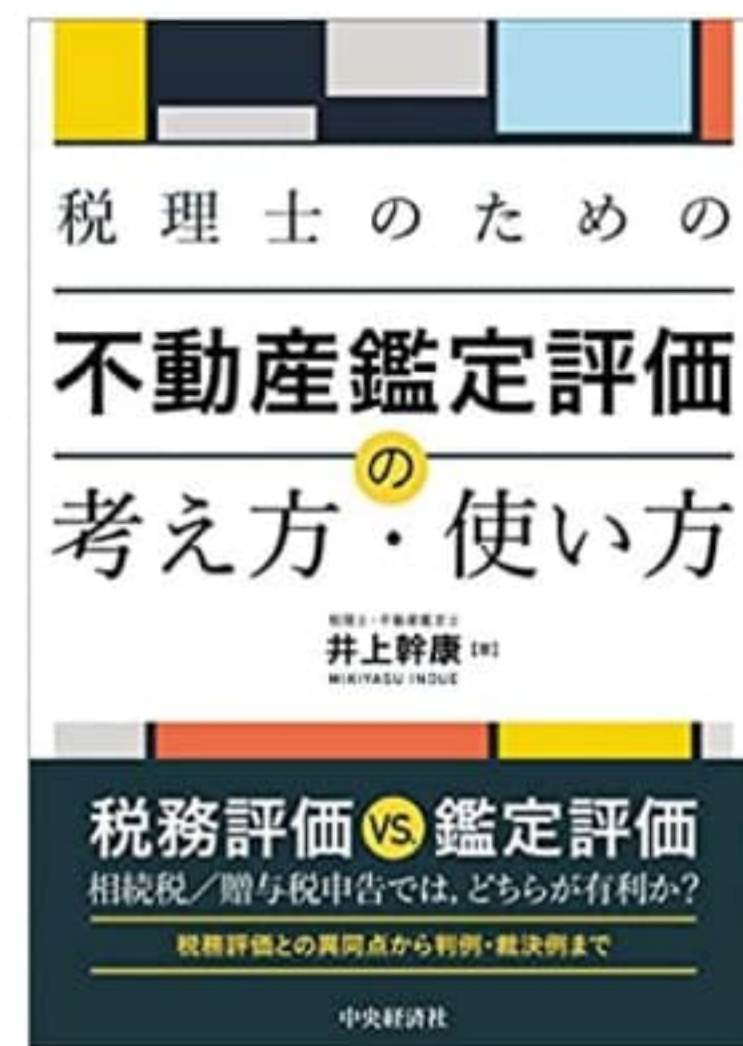 税理士のための
不動産鑑定評価
の
考え方・使い方
税理士・不動産鑑定士
井上幹康【著】
MIKIYASU INOUE
税務評価VS.鑑定評価
相続税／贈与税申告では，どちらが有利か？
税務評価との異同点から判例・裁決例まで
中央経済社